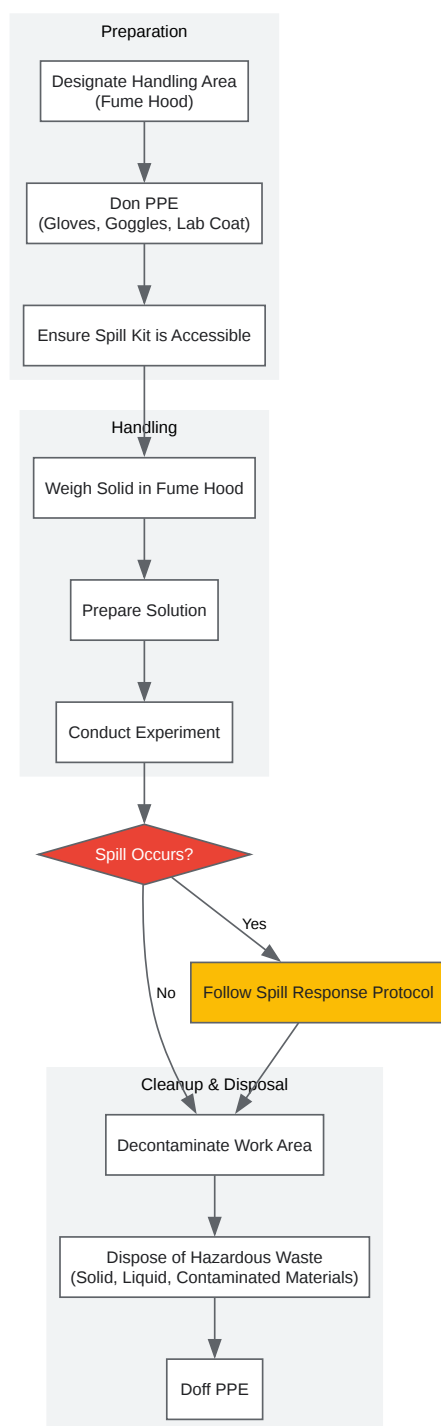 Preparation
Designate Handling Area
(Fume Hood)
Don PPE
(Gloves, Goggles, Lab Coat)
Ensure Spill Kit is Accessible
Handling
Weigh Solid in Fume Hood
Prepare Solution
Conduct Experiment
Spill Occurs?
Yes
No
Follow Spill Response Protocol
Cleanup & Disposal
Decontaminate Work Area
Dispose of Hazardous Waste
(Solid, Liquid, Contaminated Materials)
Doff PPE